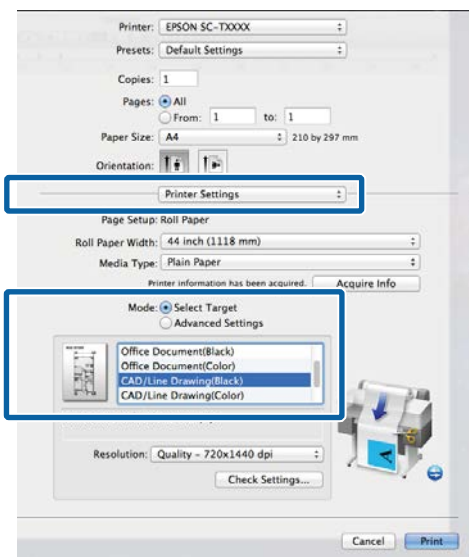 Printer: EPSON SC-TXXXX
Presets: Default Settings
Copies: 1
Pages: All
From: 1 to: 1
Paper Size: A4 210 by 297 mm
Orientation:
Printer Settings
Page Setup: Roll Paper
Roll Paper Width: 44 inch (1118 mm)
Media Type: Plain Paper
Printer information has been acquired. Acquire Info
Mode: Select Target
Advanced Settings
Office Document(Black)
Office Document(Color)
CAD/Line Drawing(Black)
CAD/Line Drawing(Color)
Resolution: Quality - 720x1440 dpi
Check Settings...
Cancel Print